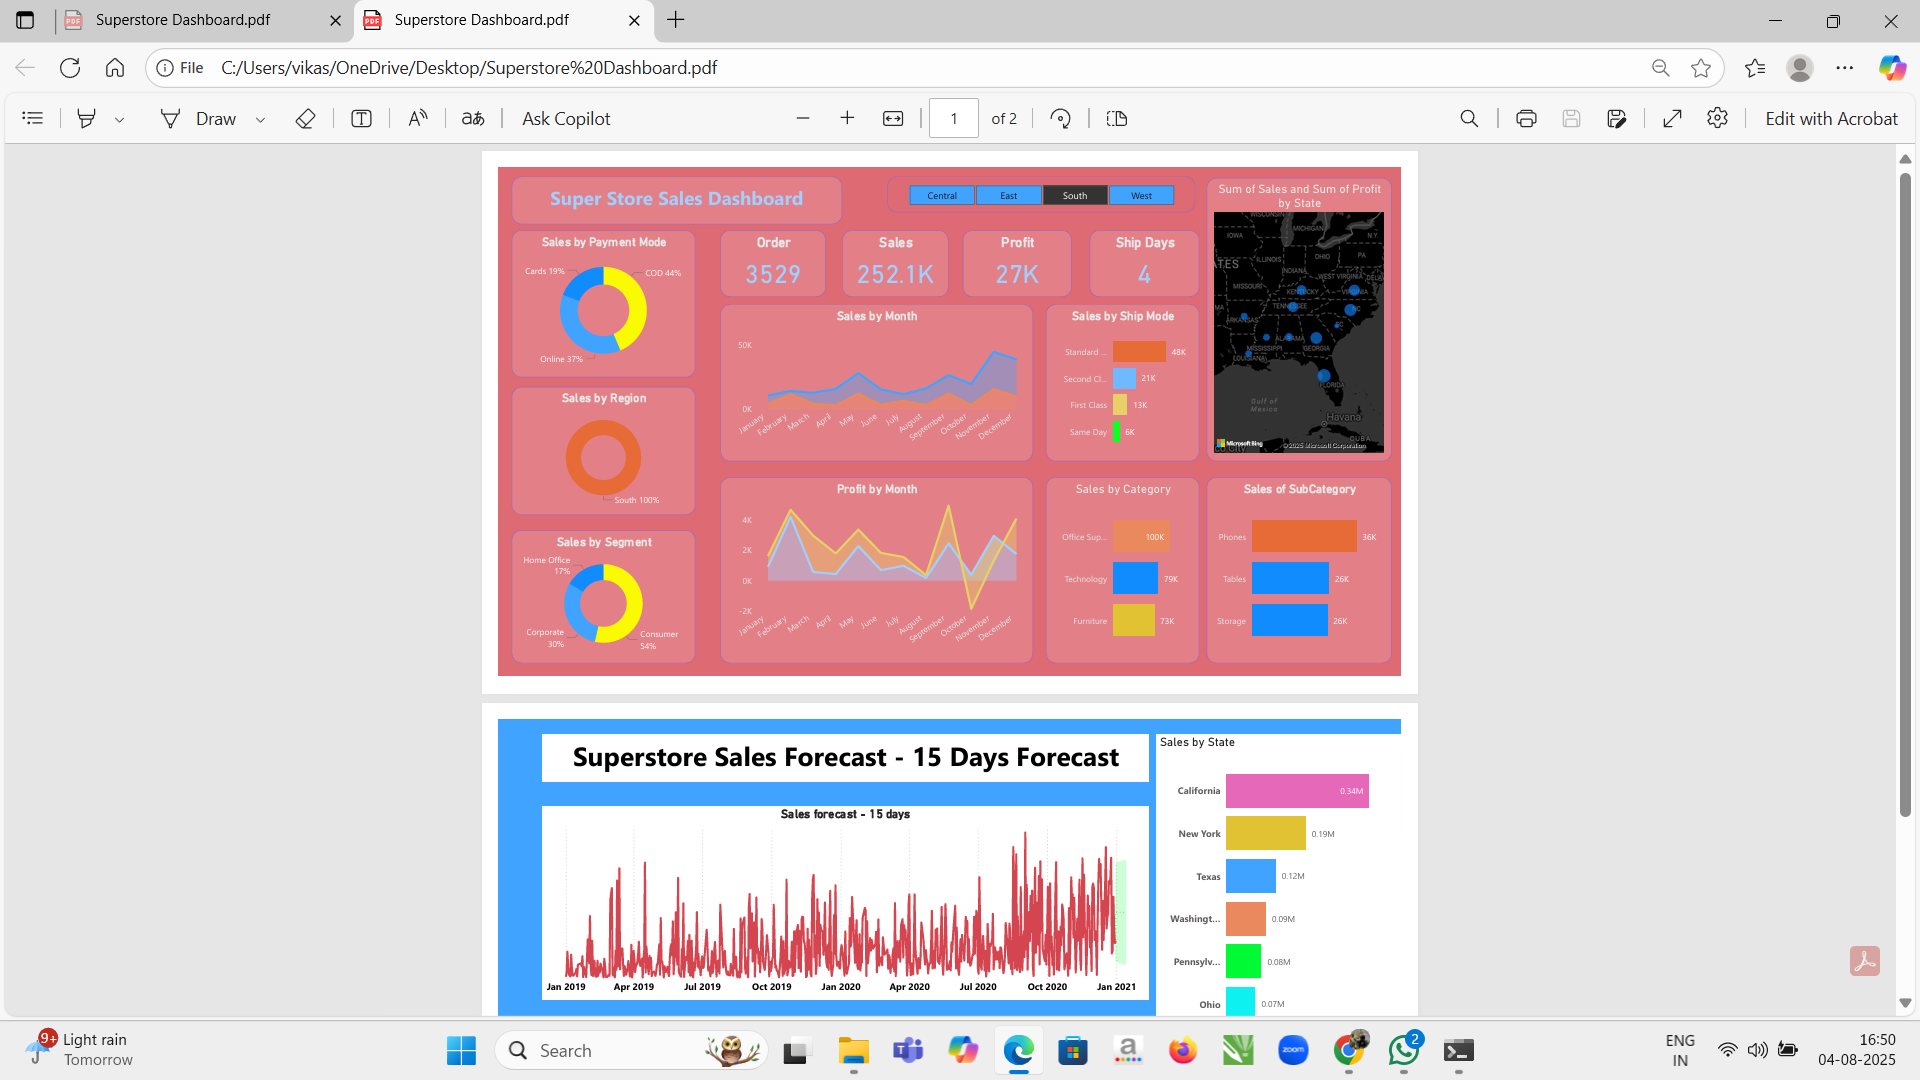 Superstore Dashboard.pdf
Superstore Dashboard.pdf
File C:/Users/vikas/OneDrive/Desktop/Superstore%20Dashboard.pdf
Draw
aあ
Ask Copilot
1 of 2
Edit with Acrobat
Super Store Sales Dashboard
Central East South West
Sum of Sales and Sum of Profit
by State
Sales by Payment Mode
Cards 19%
COD 44%
Online 37%
Order
3529
Sales
252.1K
Profit
27K
Ship Days
4
WISCONSIN
MICHIGAN
IOWA
N.Y.
ILLINOIS
OHIO
PA
INDIANA
WEST VIRGINIA
MISSOURI
KENTUCKY
VIRGINIA
TENNESSEE
ARKANSAS
SC
ALABAMA
MISSISSIPPI
GEORGIA
LOUISIANA
FLORIDA
Gulf of
Mexico
Havana
CUBA
Microsoft Bing
© 2025 Microsoft Corporation
Sales by Month
50K
0K
January
February
March
April
May
June
July
August
September
October
November
December
Sales by Ship Mode
Standard ... 48K
Second Cl... 21K
First Class 13K
Same Day 6K
Sales by Region
South 100%
Profit by Month
4K
2K
0K
-2K
January
February
March
April
May
June
July
August
September
October
November
December
Sales by Category
Office Sup... 100K
Technology 79K
Furniture 73K
Sales of SubCategory
Phones 36K
Tables 26K
Storage 26K
Sales by Segment
Home Office
17%
Corporate
30%
Consumer
54%
Superstore Sales Forecast - 15 Days Forecast
Sales forecast - 15 days
Jan 2019 Apr 2019 Jul 2019 Oct 2019 Jan 2020 Apr 2020 Jul 2020 Oct 2020 Jan 2021
Sales by State
California 0.34M
New York 0.19M
Texas 0.12M
Washingt... 0.09M
Pennsylv... 0.08M
Ohio 0.07M
9+
Light rain
Tomorrow
Search
zoom
2
ENG
IN
16:50
04-08-2025